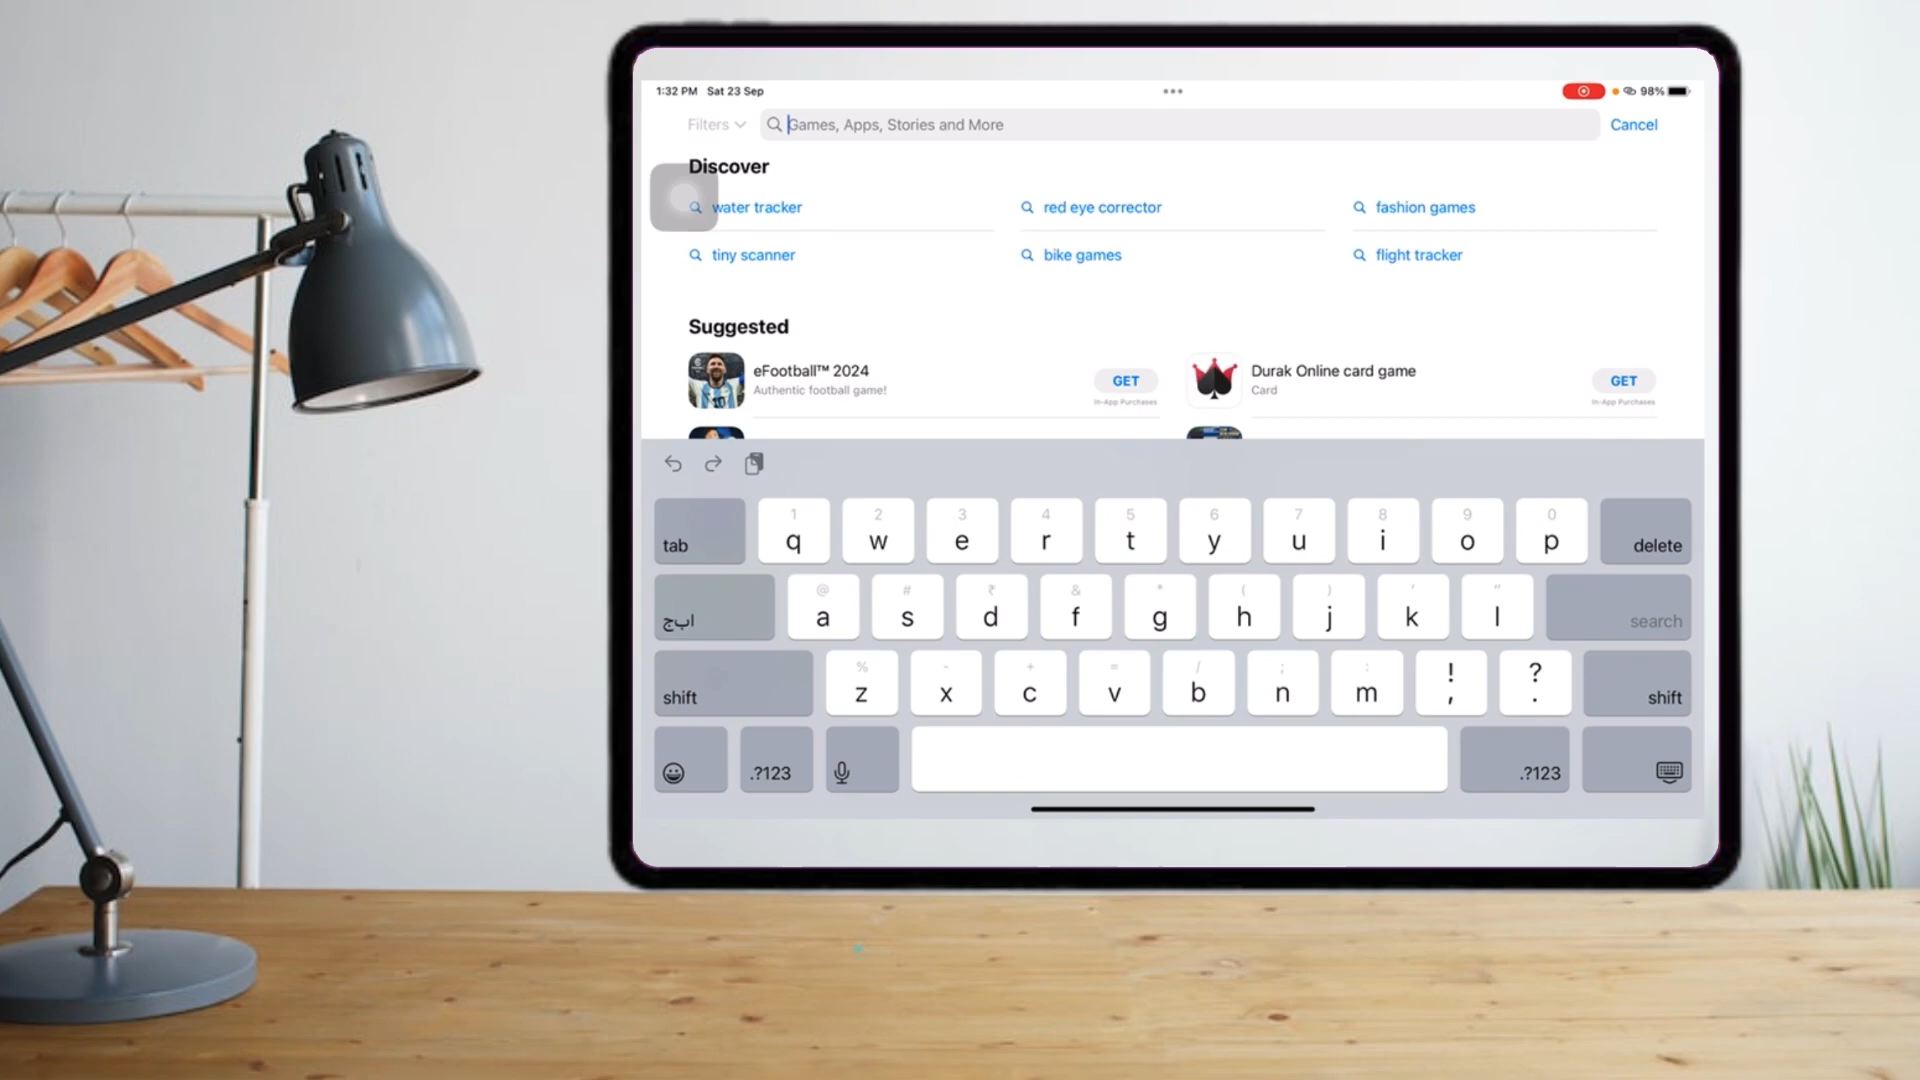 1:32 PM Sat 23 Sep
98%
Filters
Games, Apps, Stories and More
Cancel
Discover
water tracker
red eye corrector
fashion games
tiny scanner
bike games
flight tracker
Suggested
eFootball™ 2024
Authentic football game!
GET
In-App Purchases
Durak Online card game
Card
GET
In-App Purchases
1 2 3 4 5 6 7 8 9 0
tab q w e r t y u i o p delete
@ # ₹ & * ( ) ' "
ابج a s d f g h j k l search
% - + = / ; : ! ?
shift z x c v b n m , . shift
.?123 .?123